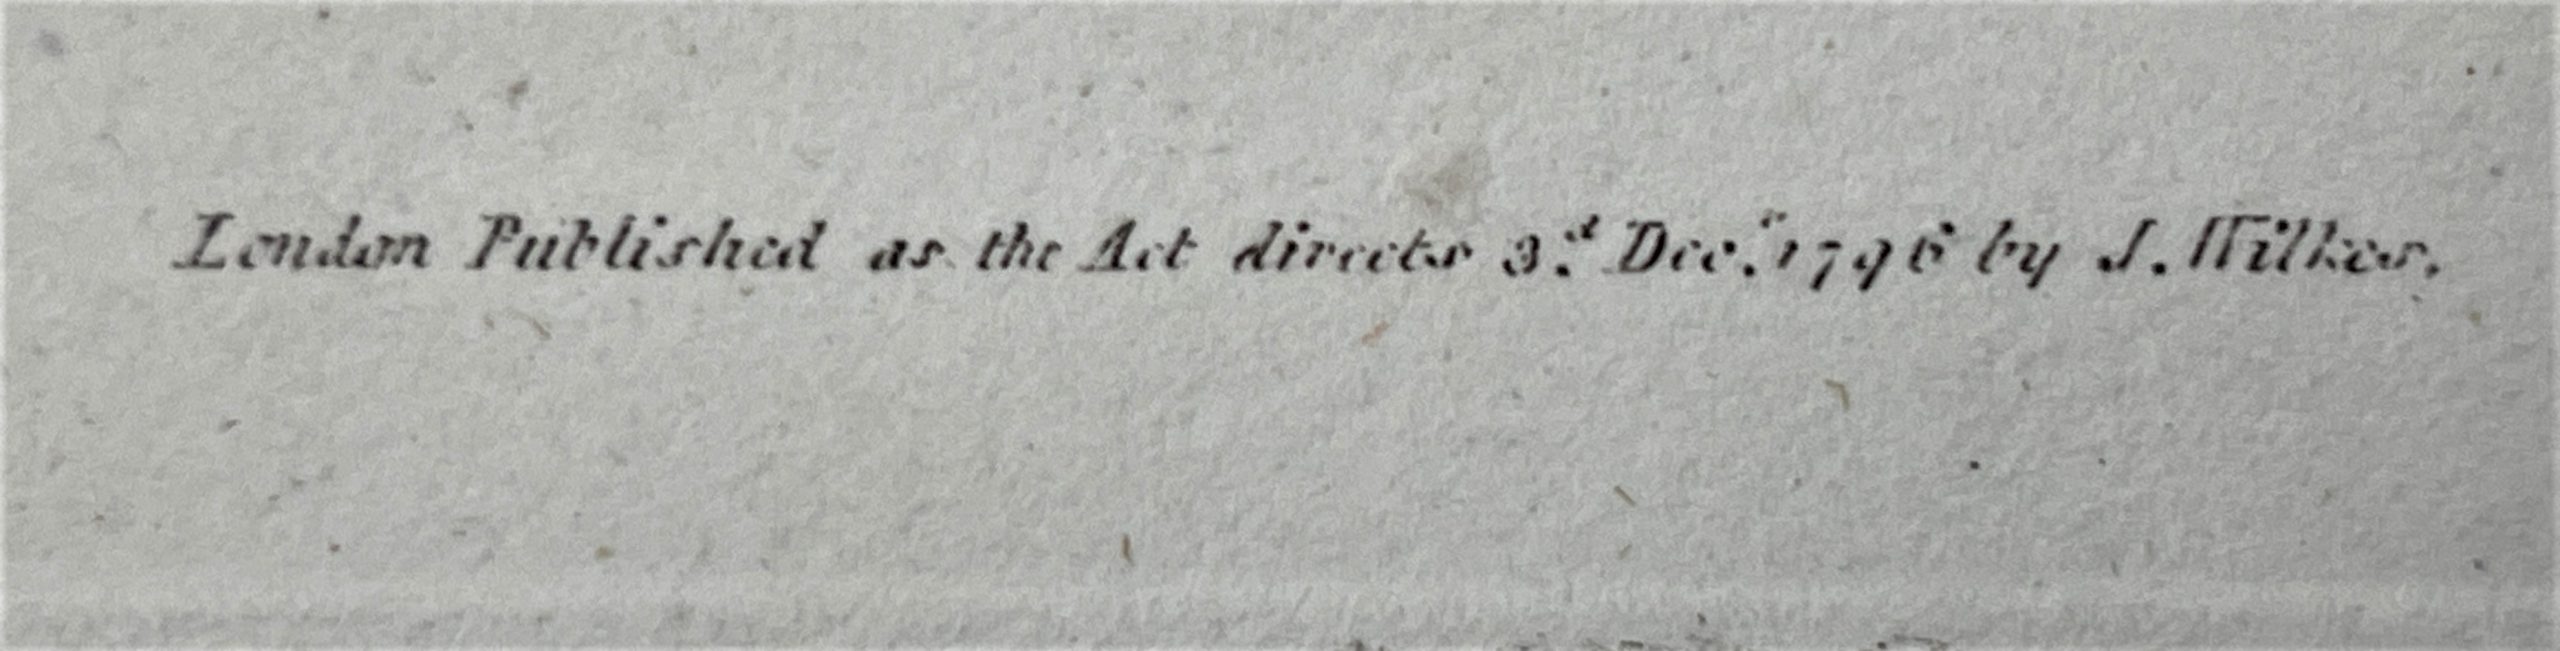 London Published as the Act directs 3.d Dec.r 1796 by J. Wilkes.